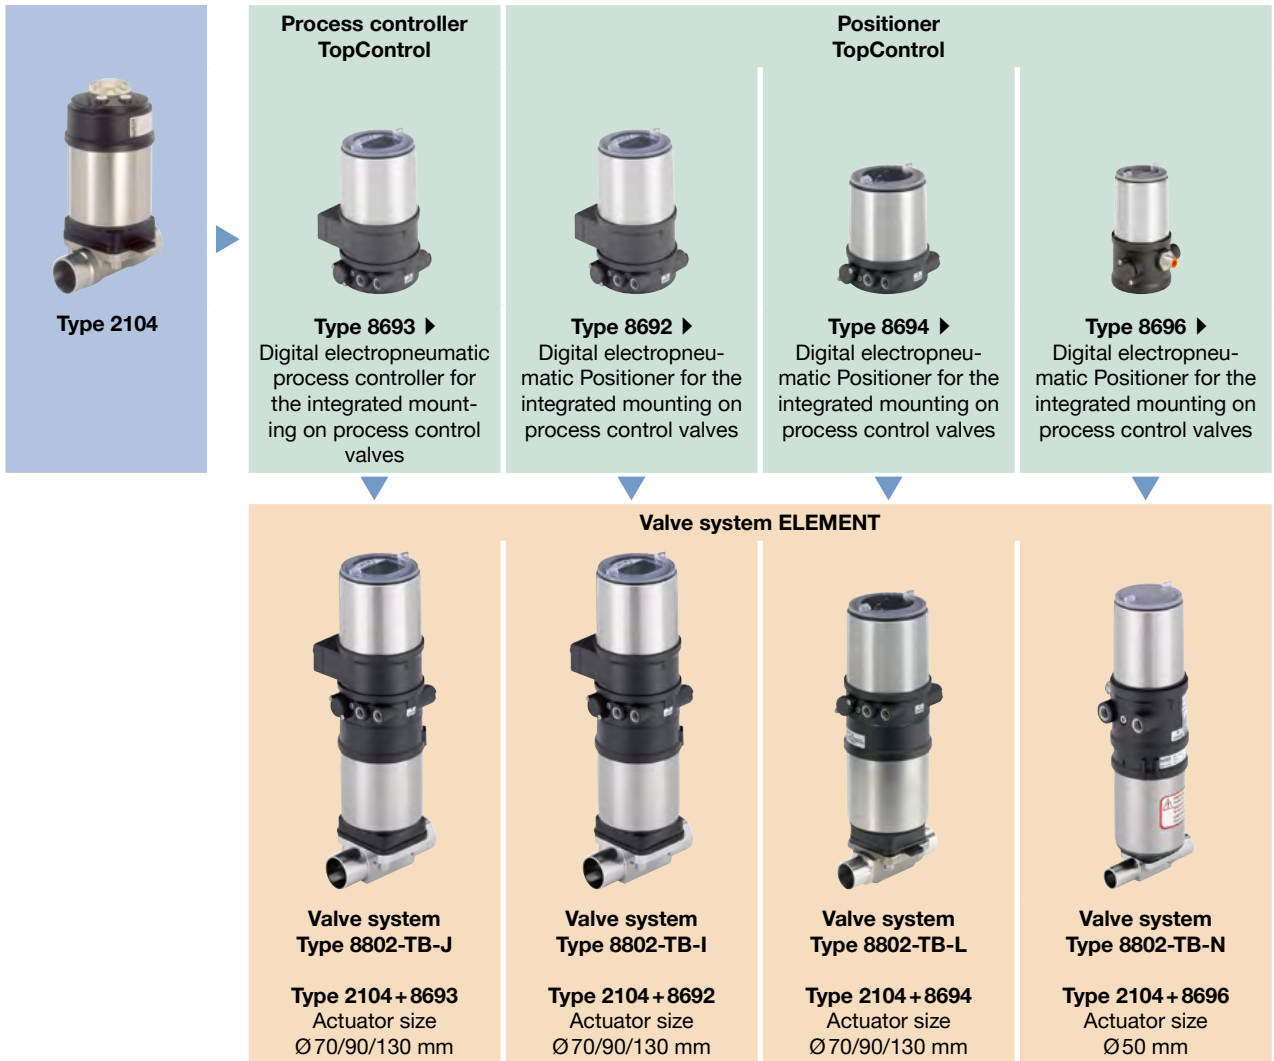 Process controller
TopControl
Positioner
TopControl
Type 2104
Type 8693 ▶
Digital electropneumatic
process controller for
the integrated mount-
ing on process control
valves
Type 8692 ▶
Digital electropneu-
matic Positioner for the
integrated mounting on
process control valves
Type 8694 ▶
Digital electropneu-
matic Positioner for the
integrated mounting on
process control valves
Type 8696 ▶
Digital electropneu-
matic Positioner for the
integrated mounting on
process control valves
Valve system ELEMENT
Valve system
Type 8802-TB-J
Type 2104+8693
Actuator size
Ø70/90/130 mm
Valve system
Type 8802-TB-I
Type 2104+8692
Actuator size
Ø70/90/130 mm
Valve system
Type 8802-TB-L
Type 2104+8694
Actuator size
Ø70/90/130 mm
Valve system
Type 8802-TB-N
Type 2104+8696
Actuator size
Ø50 mm